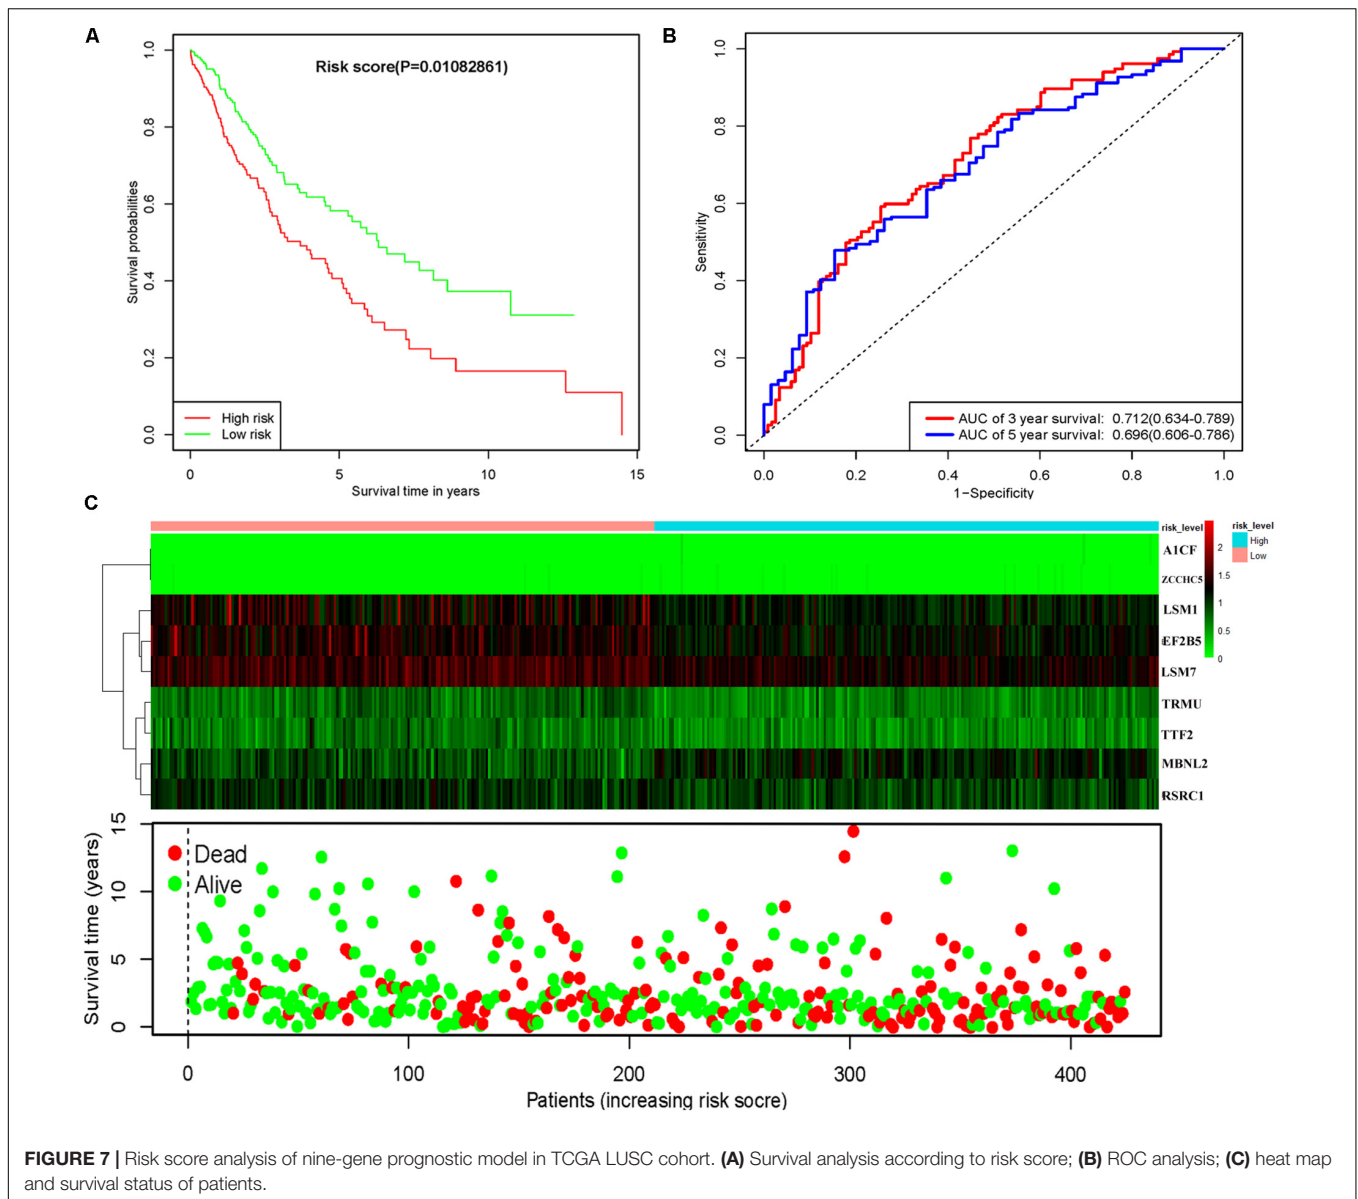 A
Risk score(P=0.01082861)
Survival probabilities
1.0
0.8
0.6
0.4
0.2
0.0
High risk
Low risk
0 5 10 15
Survival time in years
B
Sensitivity
1.0
0.8
0.6
0.4
0.2
0.0
AUC of 3 year survival: 0.712(0.634-0.789)
AUC of 5 year survival: 0.696(0.606-0.786)
0.0 0.2 0.4 0.6 0.8 1.0
1-Specificity
C
risk_level
A1CF
ZCCHC5
LSM1
EF2B5
LSM7
TRMU
TTF2
MBNL2
RSRC1
2
1.5
1
0.5
0
risk_level
High
Low
Survival time (years)
15
10
5
0
Dead
Alive
0 100 200 300 400
Patients (increasing risk socre)
FIGURE 7 | Risk score analysis of nine-gene prognostic model in TCGA LUSC cohort. (A) Survival analysis according to risk score; (B) ROC analysis; (C) heat map
and survival status of patients.